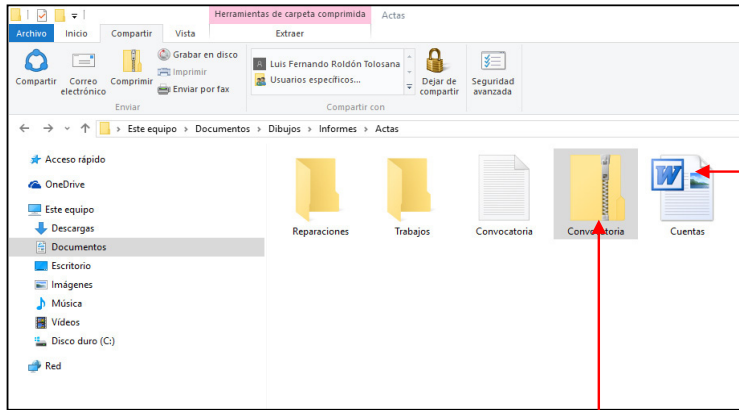 Herramientas de carpeta comprimida Actas
Archivo Inicio Compartir Vista Extraer
Compartir
Correo electrónico
Comprimir
Grabar en disco
Imprimir
Enviar por fax
Enviar
Luis Fernando Roldón Tolosana
Usuarios específicos...
Compartir con
Dejar de compartir
Seguridad avanzada
> Este equipo > Documentos > Dibujos > Informes > Actas
Acceso rápido
OneDrive
Este equipo
Descargas
Documentos
Escritorio
Imágenes
Música
Vídeos
Disco duro (C:)
Red
Reparaciones Trabajos Convocatoria Convocatoria Cuentas